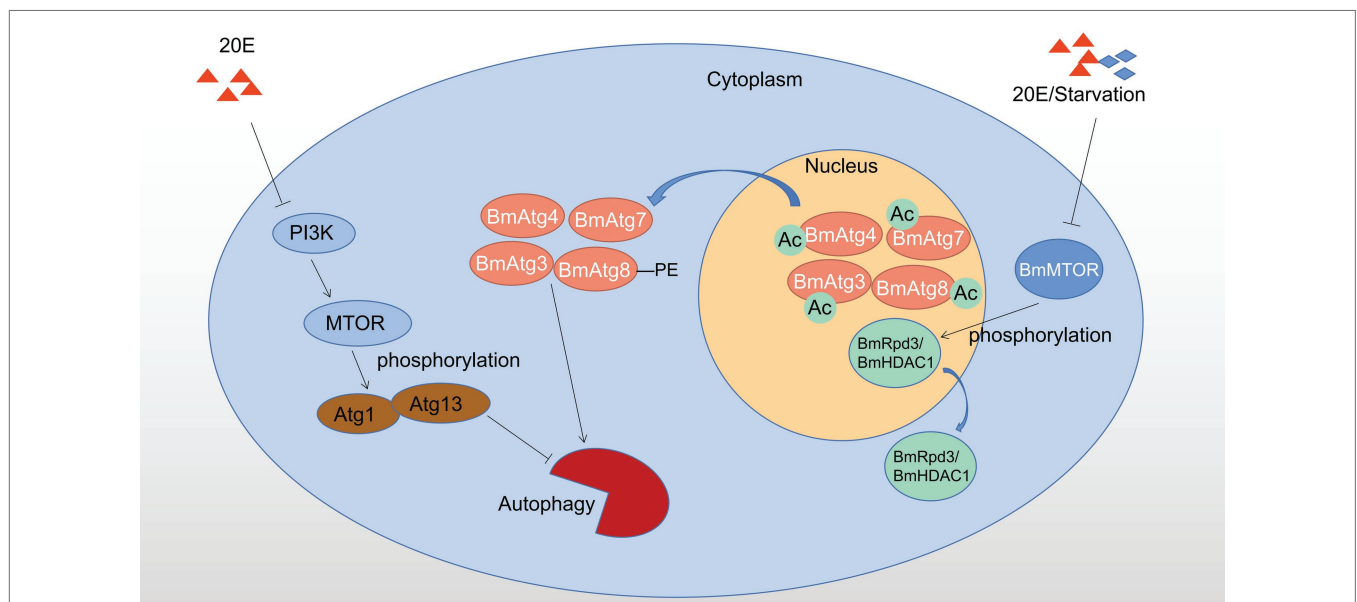 20E
Cytoplasm
20E/Starvation
Nucleus
BmAtg4
BmAtg7
BmAtg3
BmAtg8
PE
Ac
BmAtg4
Ac
BmAtg7
BmAtg3
Ac
BmAtg8
Ac
PI3K
BmMTOR
MTOR
phosphorylation
BmRpd3/
BmHDAC1
phosphorylation
Atg1
Atg13
BmRpd3/
BmHDAC1
Autophagy